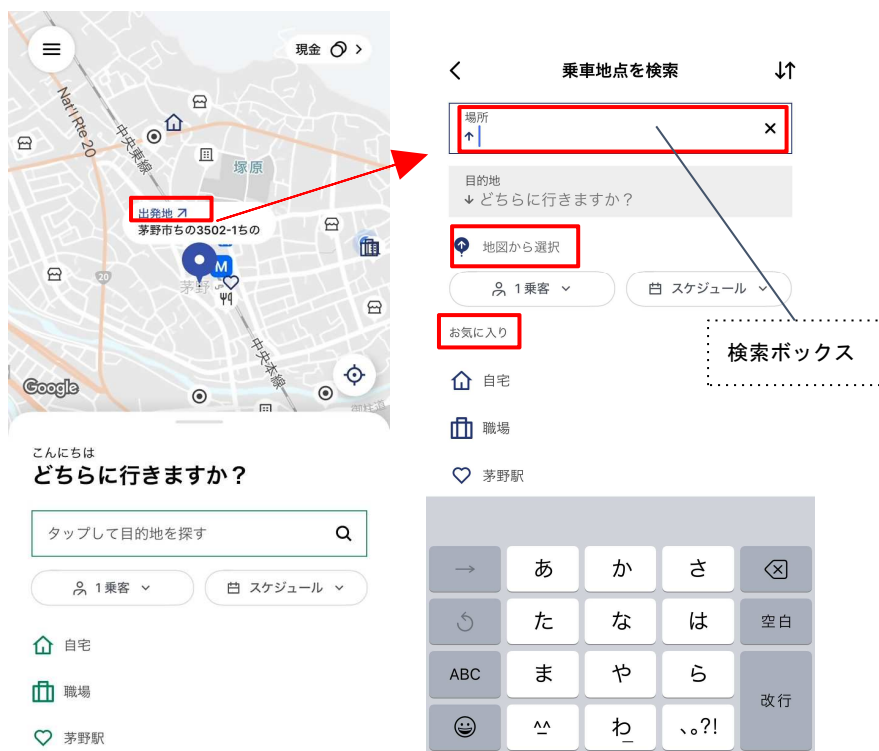 現金
Nat'l Rte 20
中央東線
塚原
出発地
茅野市ちの3502-1ちの
M
茅野
20
中央本線
Google
御柱道
こんにちは
どちらに行きますか？
タップして目的地を探す
1 乗客
スケジュール
自宅
職場
茅野駅
乗車地点を検索
場所
目的地
どちらに行きますか？
地図から選択
1 乗客
スケジュール
検索ボックス
お気に入り
自宅
職場
茅野駅
あ か さ
た な は 空白
ABC ま や ら
改行
^^ わ 、。?!